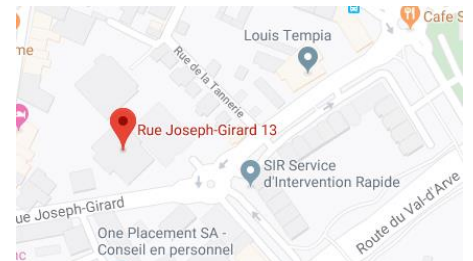 Cafe S
Louis Tempia
me
Rue de la Tannerie
Rue Joseph-Girard 13
SIR Service
d'Intervention Rapide
ue Joseph-Girard
Route du Val-d'Arve
One Placement SA -
Conseil en personnel
nc